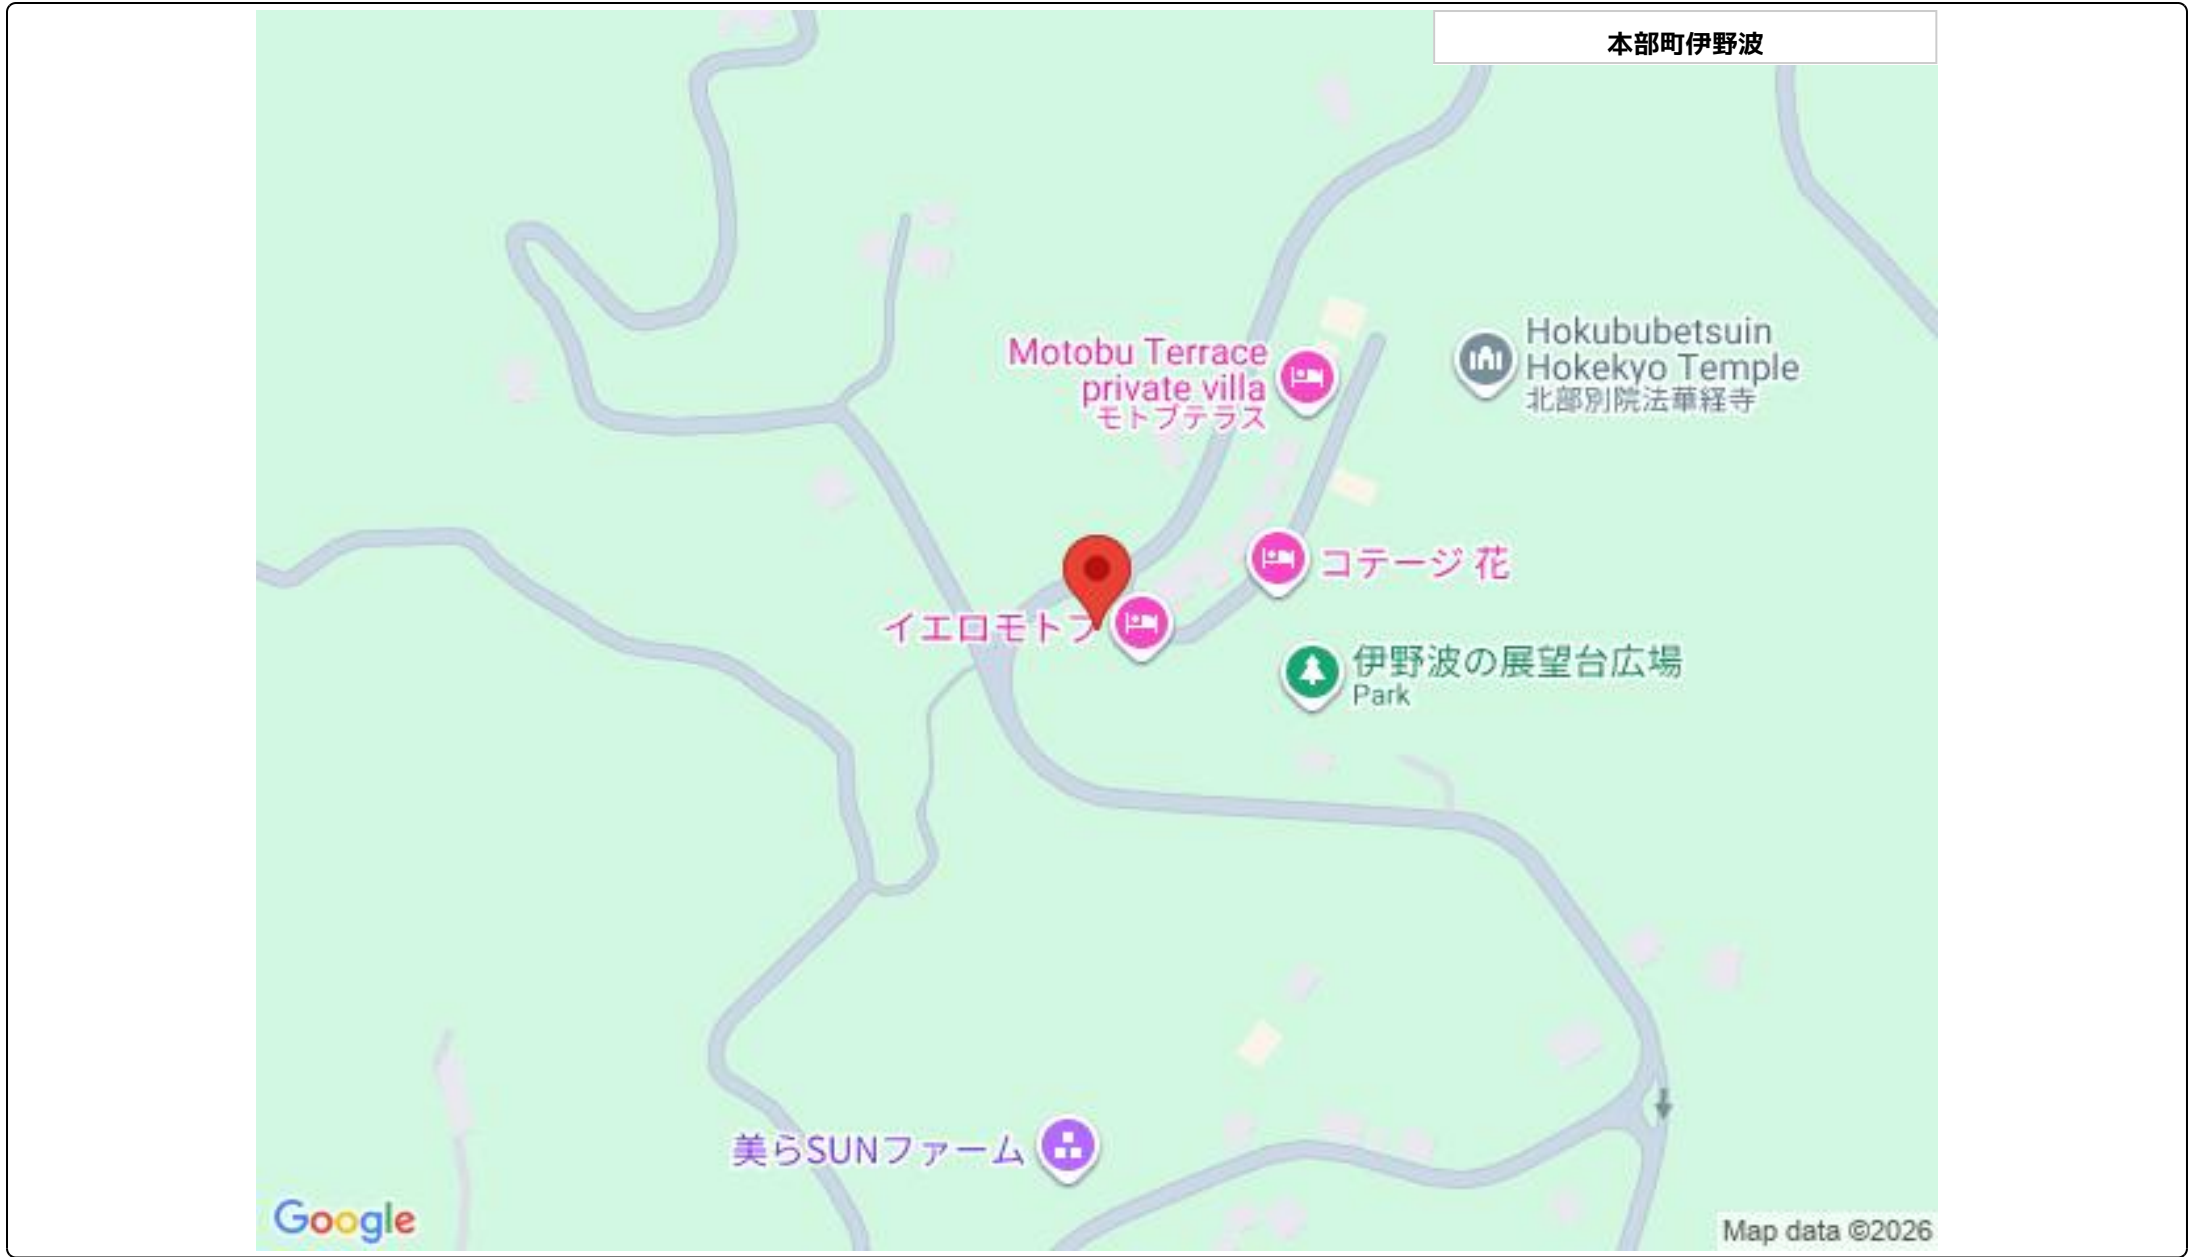 本部町伊野波
Hokububetsuin
Hokekyo Temple
北部別院法華経寺
Motobu Terrace
private villa
モトブテラス
コテージ 花
イエロモトブ
伊野波の展望台広場
Park
美らSUNファーム
Google
Map data ©2026